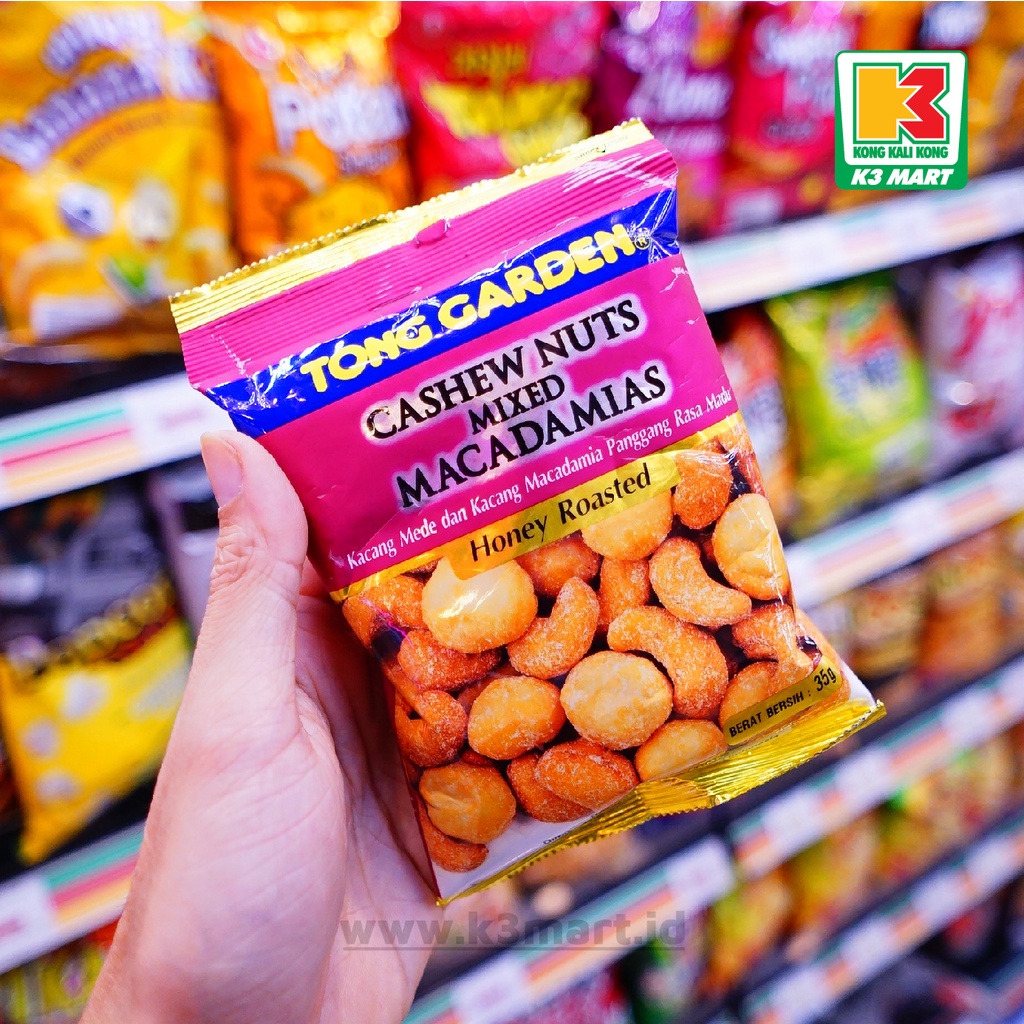 KONG KALI KONG
K3 MART
TONG GARDEN®
CASHEW NUTS
MIXED
MACADAMIAS
Kacang Mede dan Kacang Macadamia Panggang Rasa Madu
Honey Roasted
BERAT BERSIH : 35g
www.k3mart.id